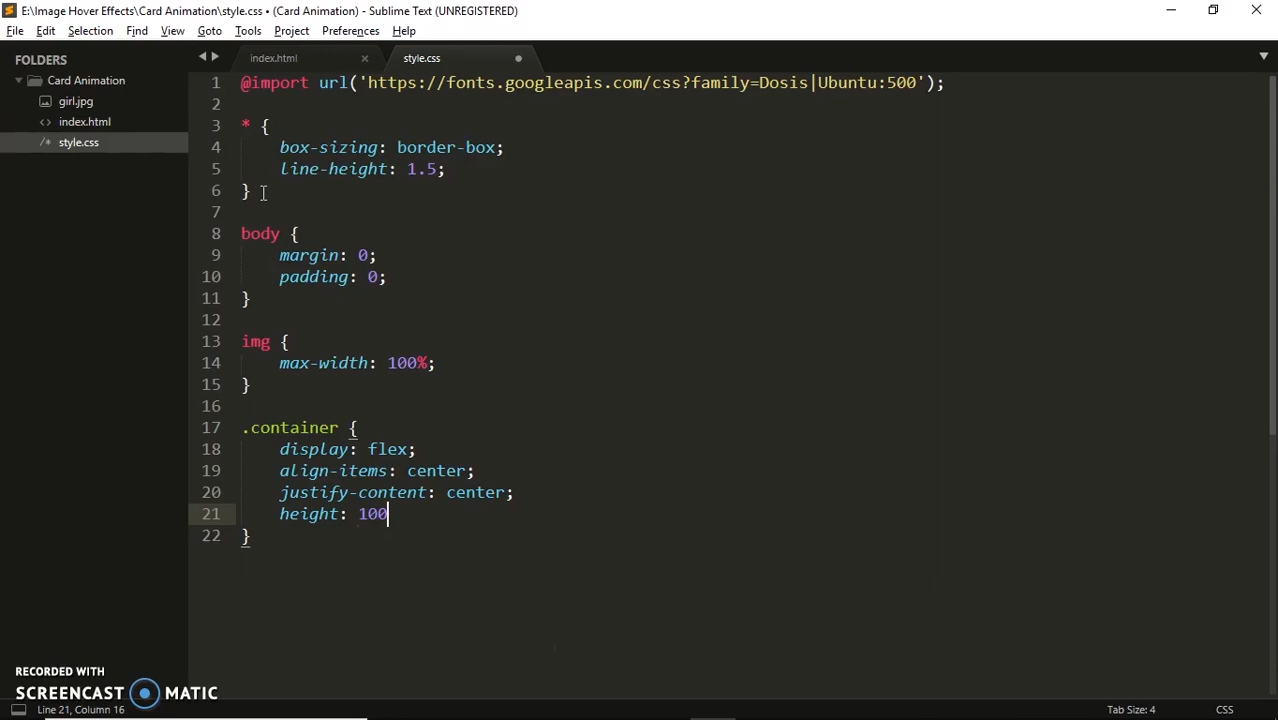 E:\Image Hover Effects\Card Animation\style.css • (Card Animation) - Sublime Text (UNREGISTERED)
File Edit Selection Find View Goto Tools Project Preferences Help
FOLDERS
Card Animation
girl.jpg
<> index.html
/* style.css
index.html × style.css
1 @import url('https://fonts.googleapis.com/css?family=Dosis|Ubuntu:500');
2
3 * {
4 box-sizing: border-box;
5 line-height: 1.5;
6 }
7
8 body {
9 margin: 0;
10 padding: 0;
11 }
12
13 img {
14 max-width: 100%;
15 }
16
17 .container {
18 display: flex;
19 align-items: center;
20 justify-content: center;
21 height: 100
22 }
RECORDED WITH
SCREENCAST MATIC
Line 21, Column 16 Tab Size: 4 CSS